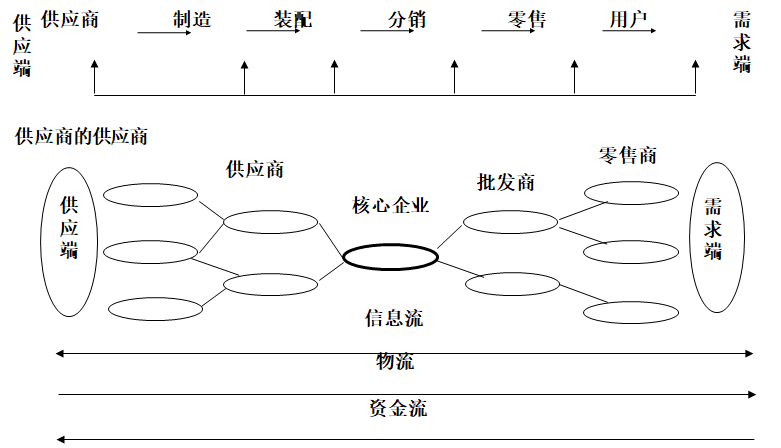 供应端
供应商
制造
装配
分销
零售
用户
需求端
供应商的供应商
供应商
核心企业
批发商
零售商
供应端
需求端
信息流
物流
资金流